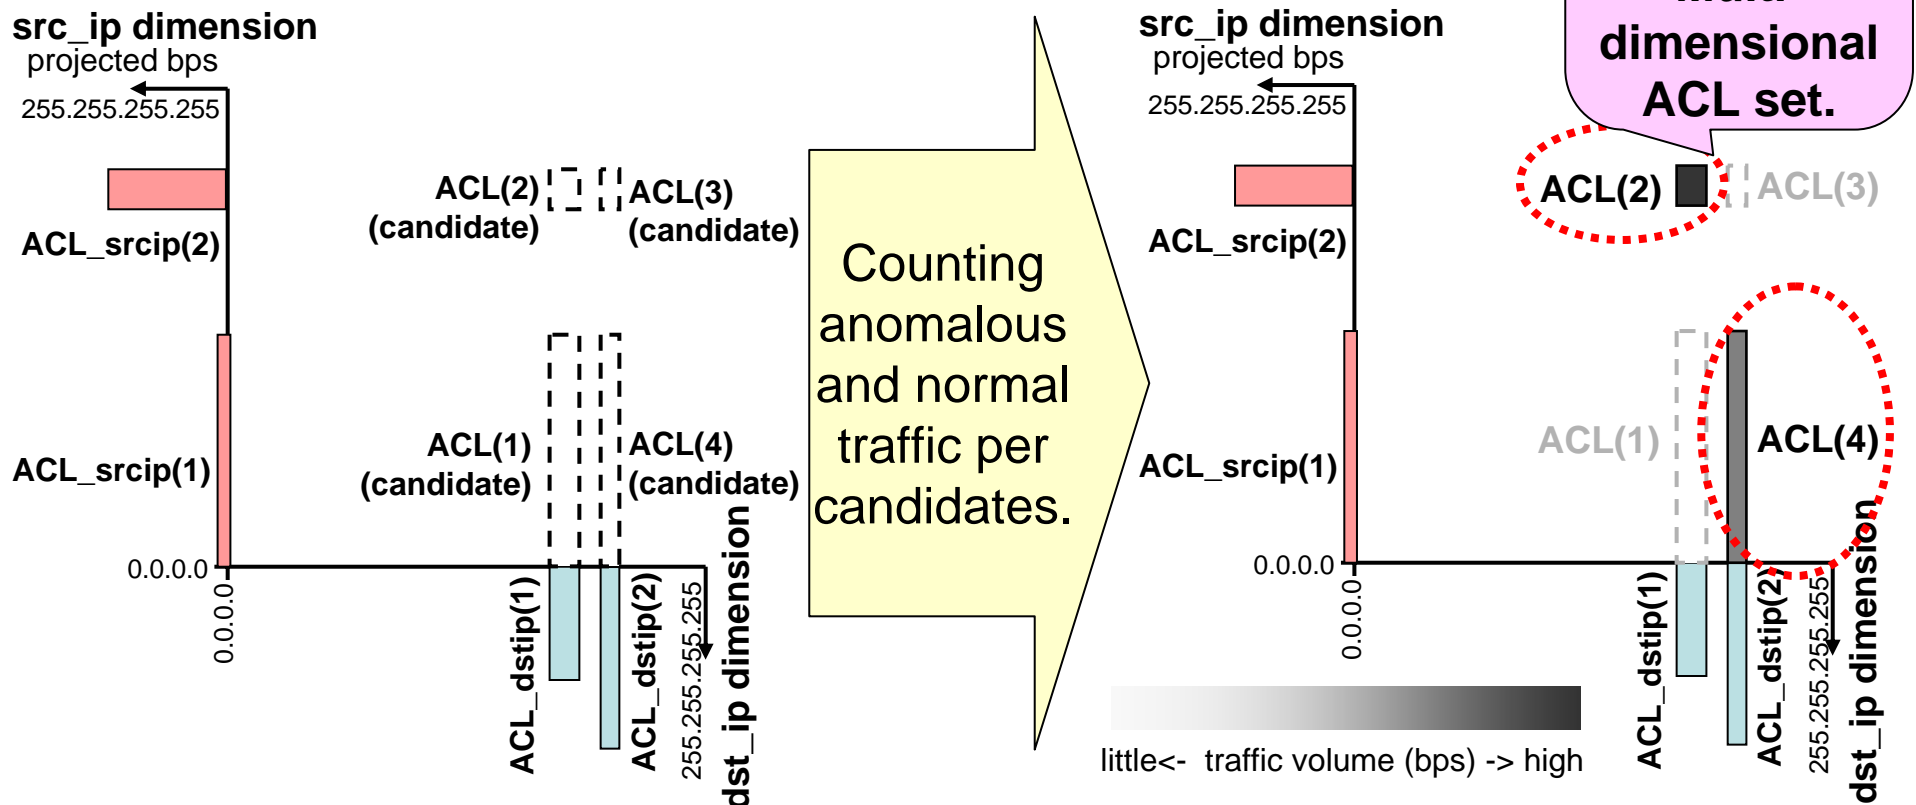 src_ip dimension
projected bps
255.255.255.255
ACL_srcip(2)
ACL_srcip(1)
0.0.0.0
0.0.0.0
ACL(2)
(candidate)
ACL(3)
(candidate)
ACL(1)
(candidate)
ACL(4)
(candidate)
ACL_dstip(1)
ACL_dstip(2)
255.255.255.255
dst_ip dimension
Counting
anomalous
and normal
traffic per
candidates.
src_ip dimension
projected bps
255.255.255.255
ACL_srcip(2)
ACL_srcip(1)
0.0.0.0
0.0.0.0
dimensional
ACL set.
ACL(2)
ACL(3)
ACL(1)
ACL(4)
ACL_dstip(1)
ACL_dstip(2)
255.255.255.255
dst_ip dimension
little<- traffic volume (bps) -> high